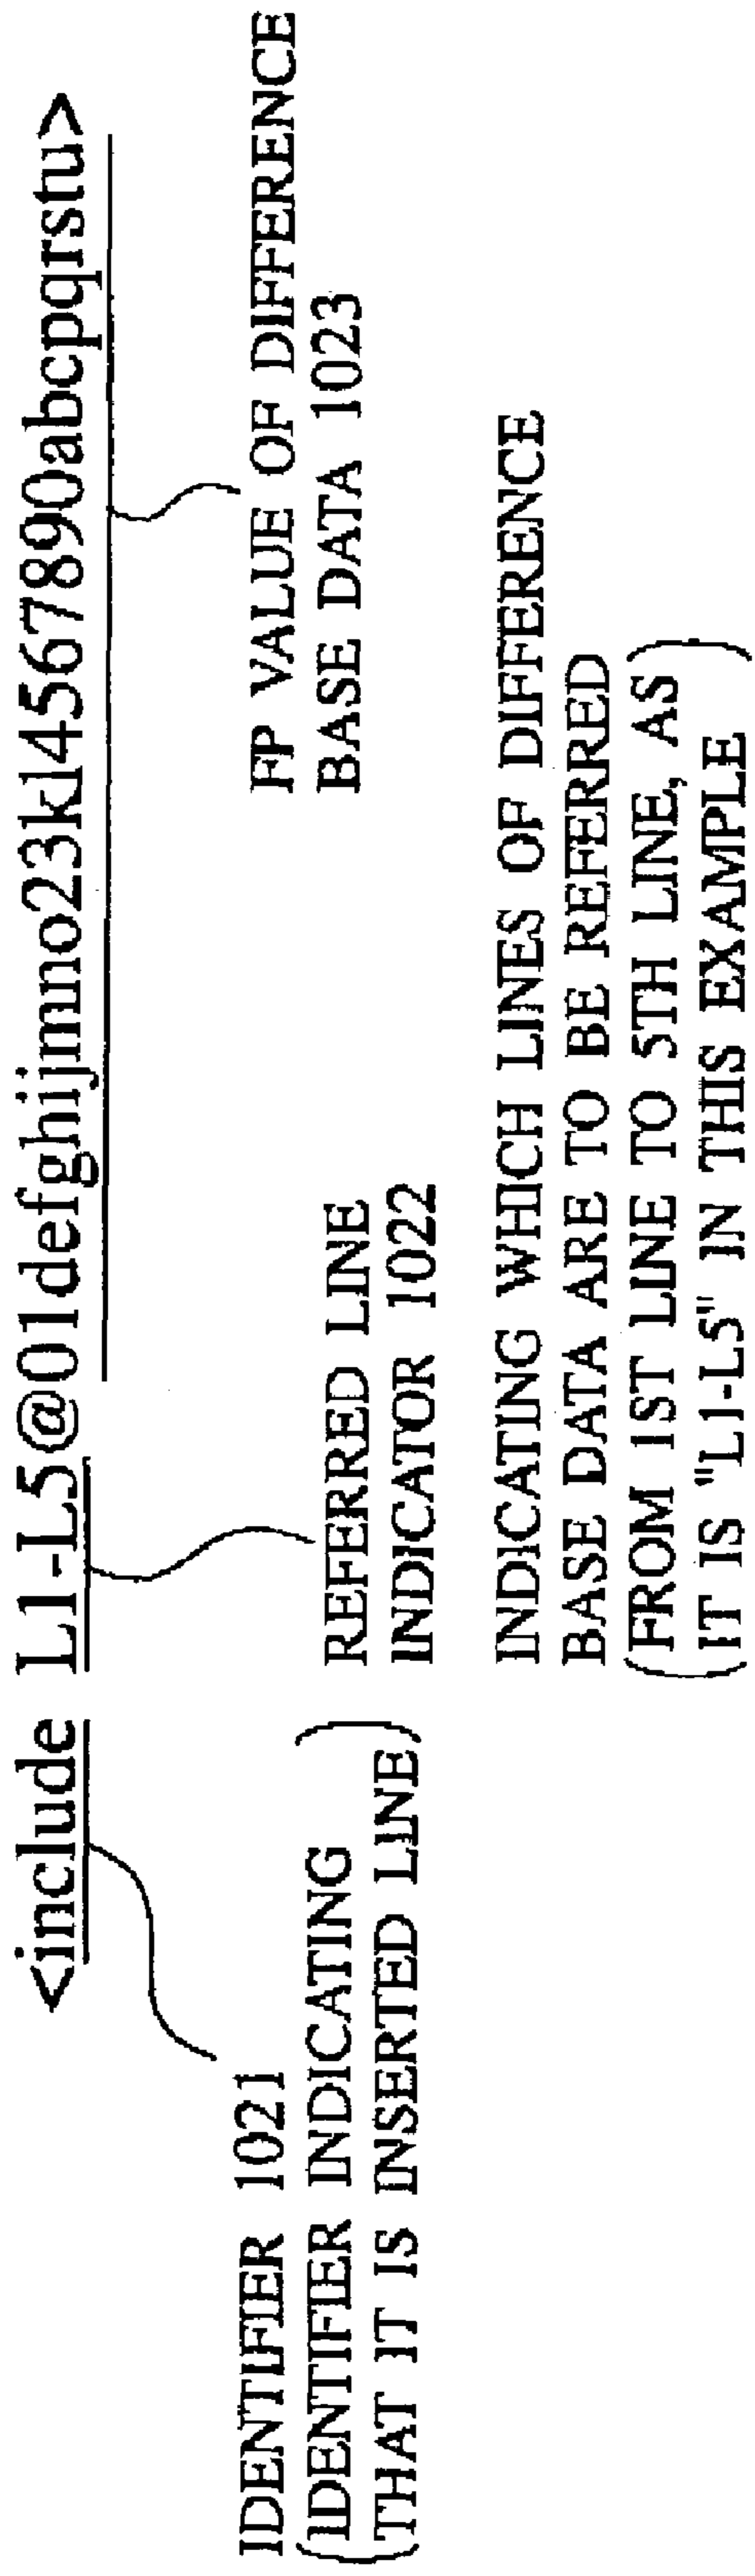 <include L1-L5@01defghijmno23kl4567890abcpqrstu>
IDENTIFIER 1021
(IDENTIFIER INDICATING
THAT IT IS INSERTED LINE)
REFERRED LINE
INDICATOR 1022
INDICATING WHICH LINES OF DIFFERENCE
BASE DATA ARE TO BE REFERRED
(FROM 1ST LINE TO 5TH LINE, AS
IT IS "L1-L5" IN THIS EXAMPLE)
FP VALUE OF DIFFERENCE
BASE DATA 1023